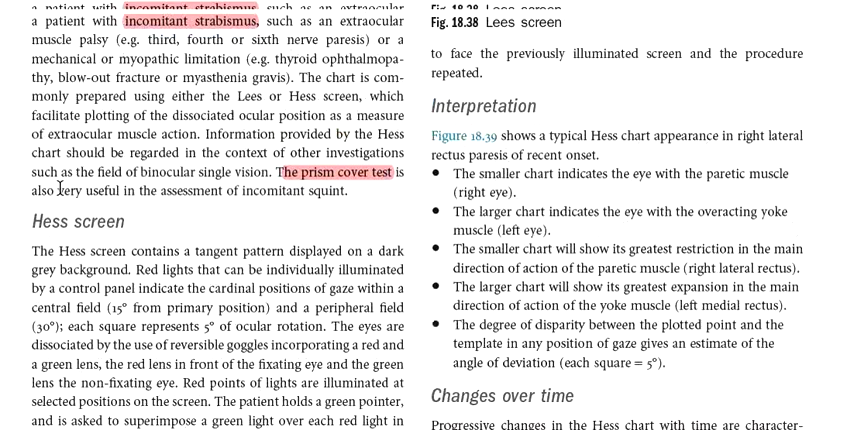 a patient with incomitant strabismus, such as an extraocular
muscle palsy (e.g. third, fourth or sixth nerve paresis) or a
mechanical or myopathic limitation (e.g. thyroid ophthalmopa-
thy, blow-out fracture or myasthenia gravis). The chart is com-
monly prepared using either the Lees or Hess screen, which
facilitate plotting of the dissociated ocular position as a measure
of extraocular muscle action. Information provided by the Hess
chart should be regarded in the context of other investigations
such as the field of binocular single vision. The prism cover test is
also very useful in the assessment of incomitant squint.
Hess screen
The Hess screen contains a tangent pattern displayed on a dark
grey background. Red lights that can be individually illuminated
by a control panel indicate the cardinal positions of gaze within a
central field (15° from primary position) and a peripheral field
(30°); each square represents 5° of ocular rotation. The eyes are
dissociated by the use of reversible goggles incorporating a red and
a green lens, the red lens in front of the fixating eye and the green
lens the non-fixating eye. Red points of lights are illuminated at
selected positions on the screen. The patient holds a green pointer,
and is asked to superimpose a green light over each red light in
Fig. 18.38 Lees screen
to face the previously illuminated screen and the procedure
repeated.
Interpretation
Figure 18.39 shows a typical Hess chart appearance in right lateral
rectus paresis of recent onset.
• The smaller chart indicates the eye with the paretic muscle
(right eye).
• The larger chart indicates the eye with the overacting yoke
muscle (left eye).
• The smaller chart will show its greatest restriction in the main
direction of action of the paretic muscle (right lateral rectus).
• The larger chart will show its greatest expansion in the main
direction of action of the yoke muscle (left medial rectus).
• The degree of disparity between the plotted point and the
template in any position of gaze gives an estimate of the
angle of deviation (each square = 5°).
Changes over time
Progressive changes in the Hess chart with time are character-